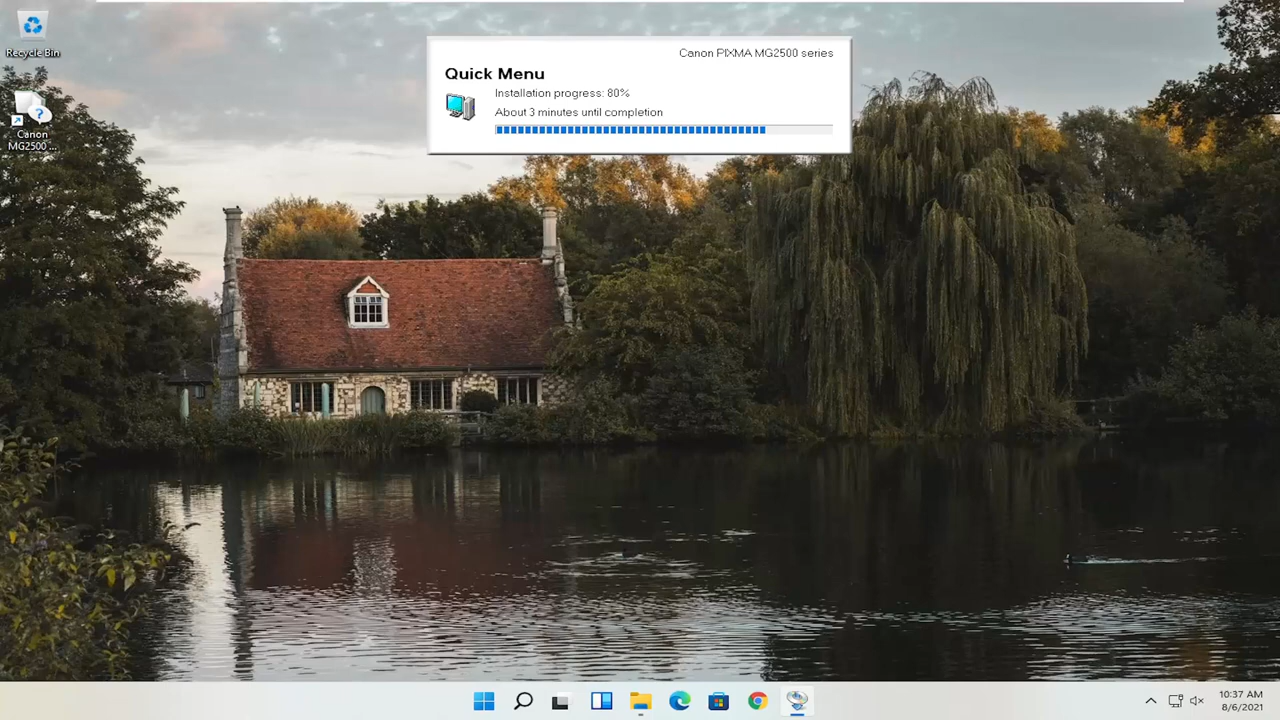 Recycle Bin
Canon
MG2500 ...
Canon PIXMA MG2500 series
Quick Menu
Installation progress: 80%
About 3 minutes until completion
10:37 AM
8/6/2021